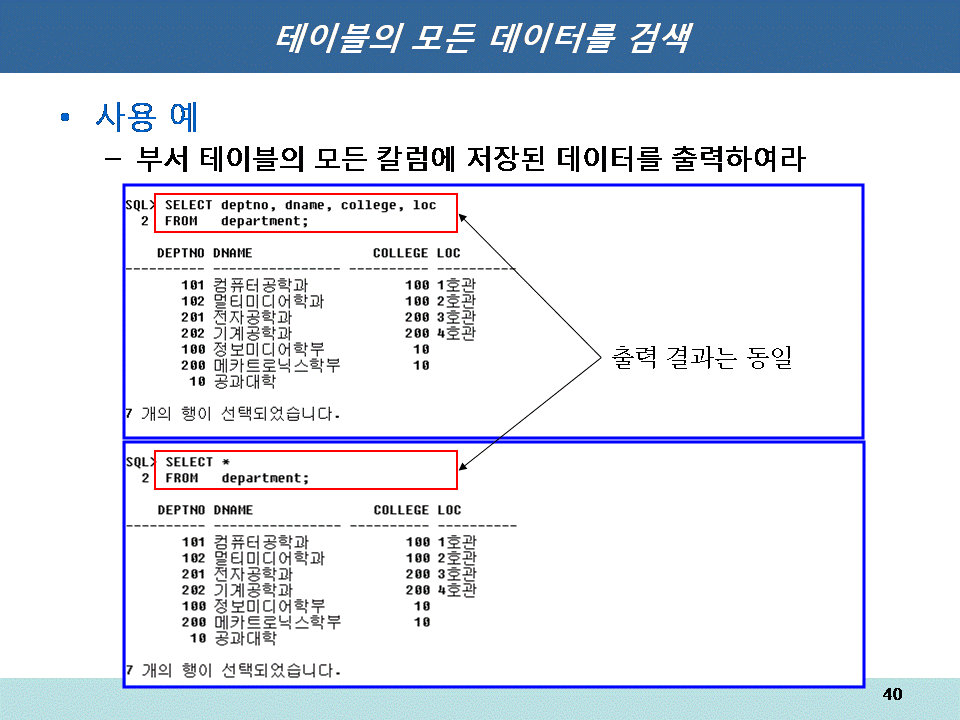 테이블의 모든 데이터를 검색
• 사용 예
– 부서 테이블의 모든 칼럼에 저장된 데이터를 출력하여라
SQL> SELECT deptno, dname, college, loc
2 FROM department;
DEPTNO DNAME COLLEGE LOC
---------- ---------------- ---------- ----------
101 컴퓨터공학과 100 1호관
102 멀티미디어학과 100 2호관
201 전자공학과 200 3호관
202 기계공학과 200 4호관
100 정보미디어학부 10
200 메카트로닉스학부 10
10 공과대학
7 개의 행이 선택되었습니다.
출력 결과는 동일
SQL> SELECT *
2 FROM department;
DEPTNO DNAME COLLEGE LOC
---------- ---------------- ---------- ----------
101 컴퓨터공학과 100 1호관
102 멀티미디어학과 100 2호관
201 전자공학과 200 3호관
202 기계공학과 200 4호관
100 정보미디어학부 10
200 메카트로닉스학부 10
10 공과대학
7 개의 행이 선택되었습니다.
40